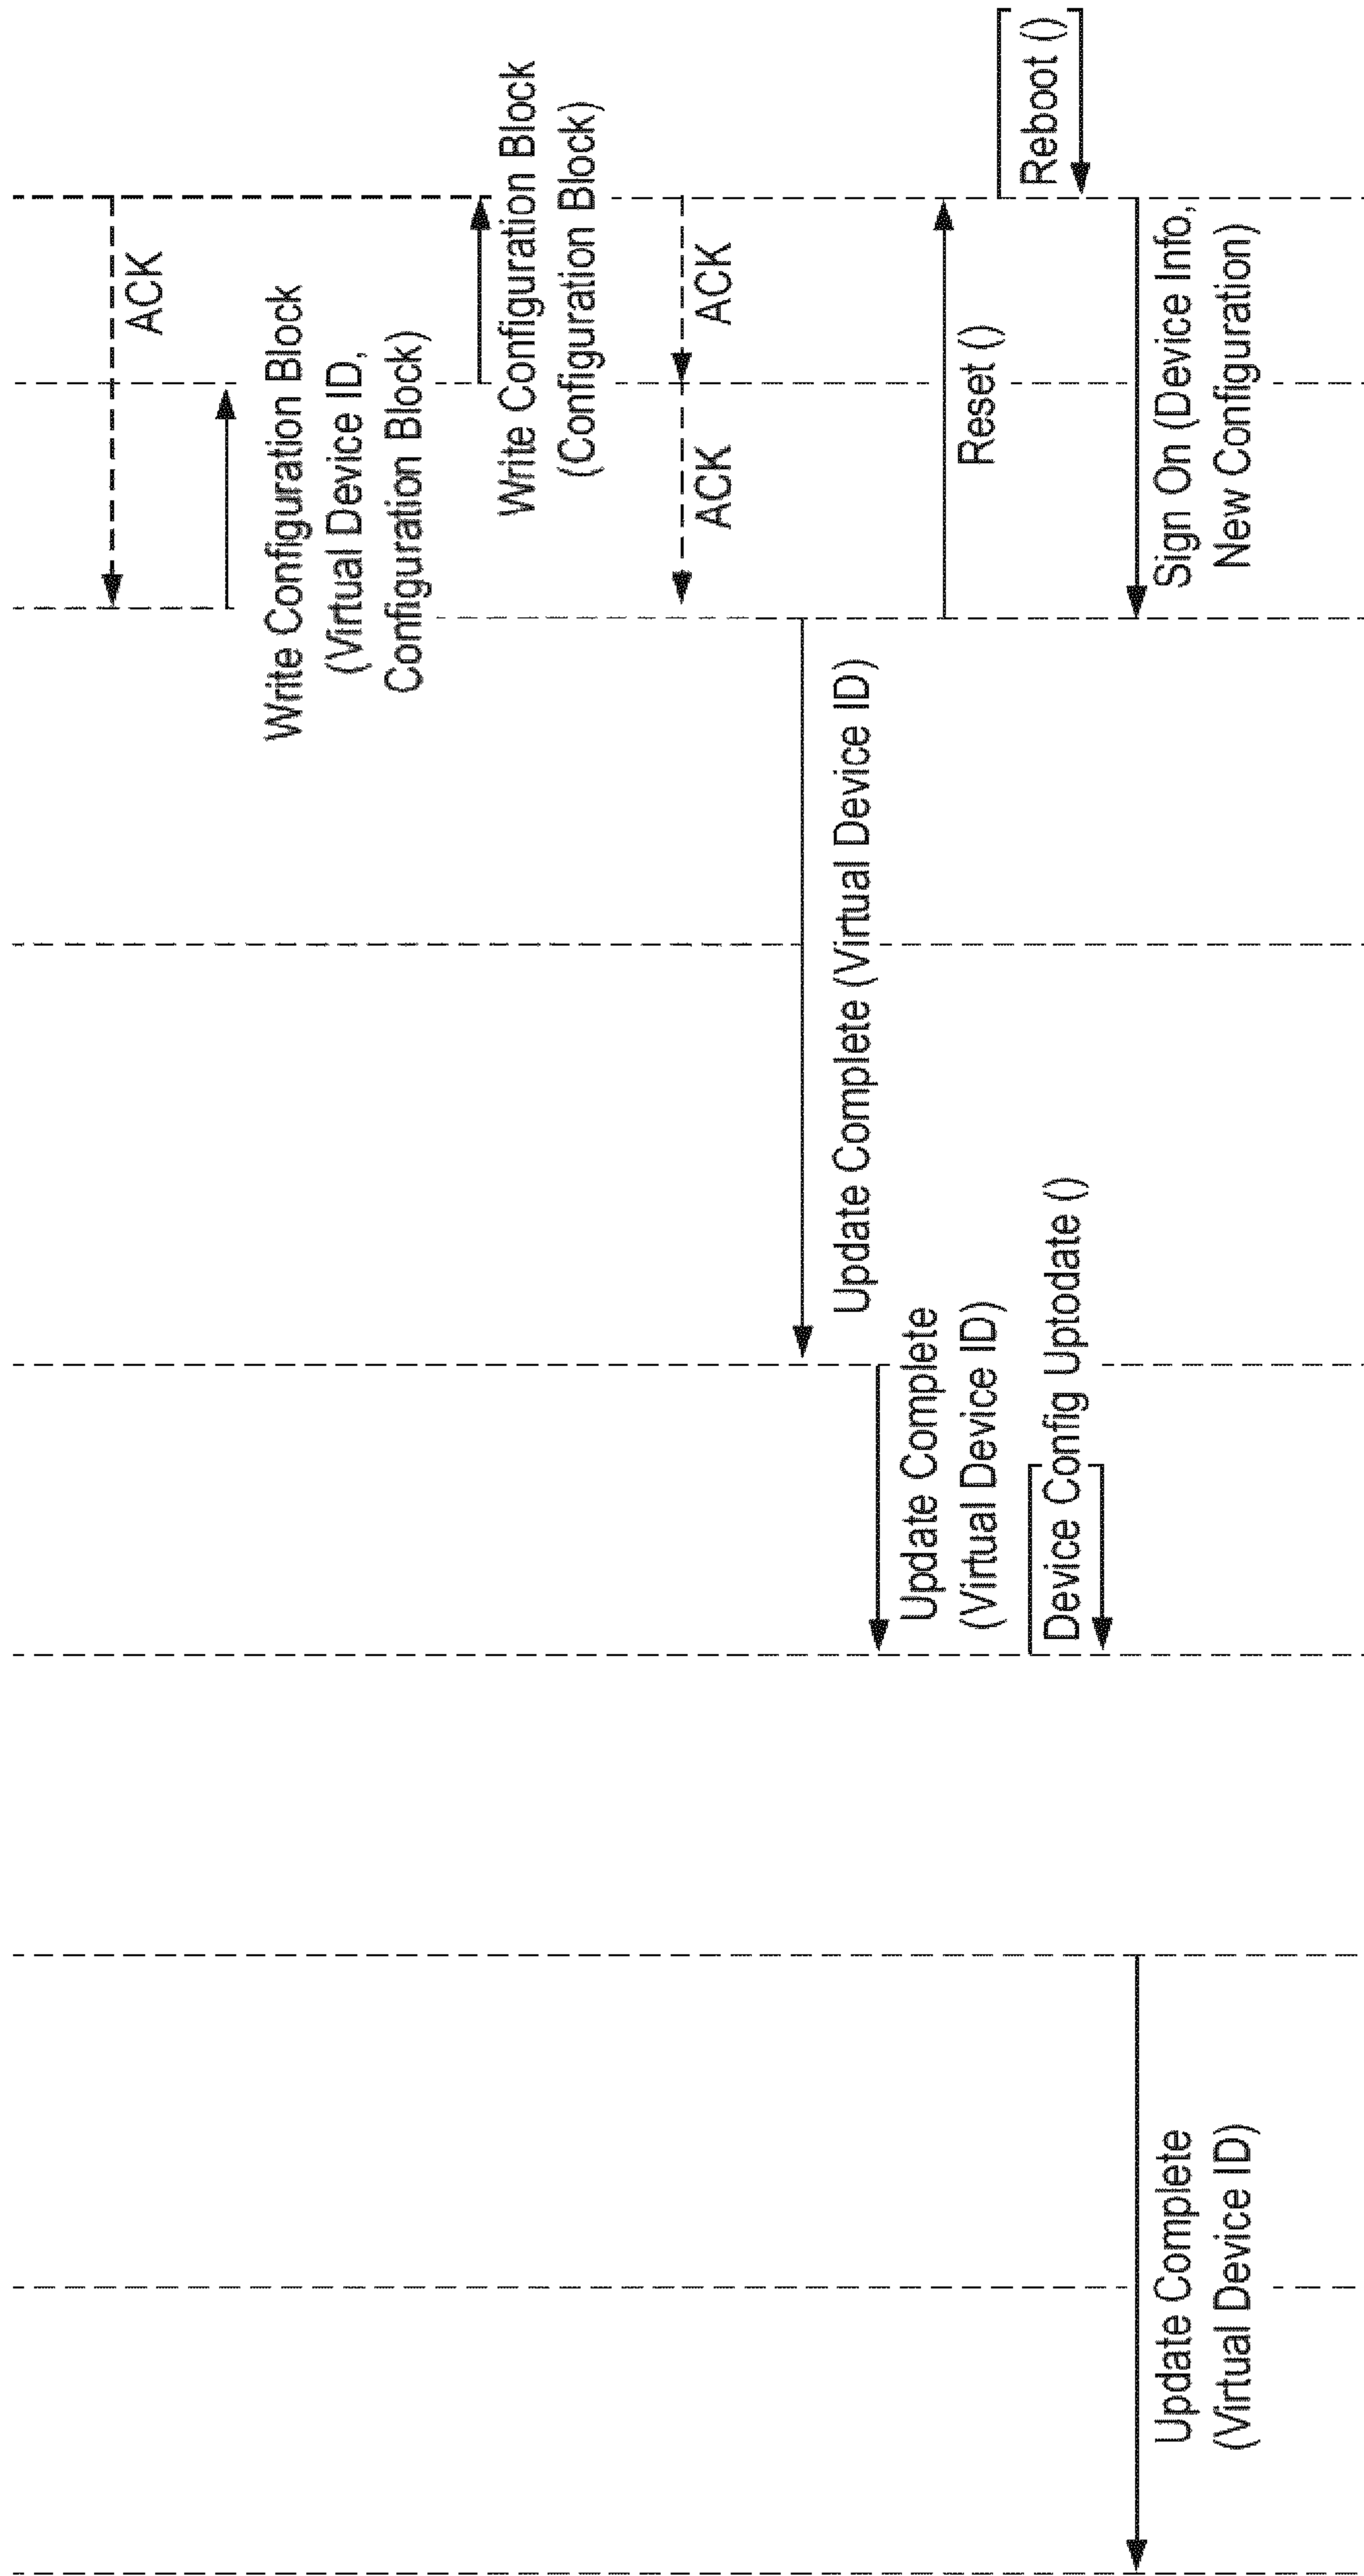 ACK
Write Configuration Block
(Virtual Device ID,
Configuration Block)
Write Configuration Block
(Configuration Block)
ACK
ACK
Update Complete (Virtual Device ID)
Update Complete
(Virtual Device ID)
Reset ()
Reboot ()
Device Config Uptodate ()
Sign On (Device Info,
New Configuration)
Update Complete
(Virtual Device ID)